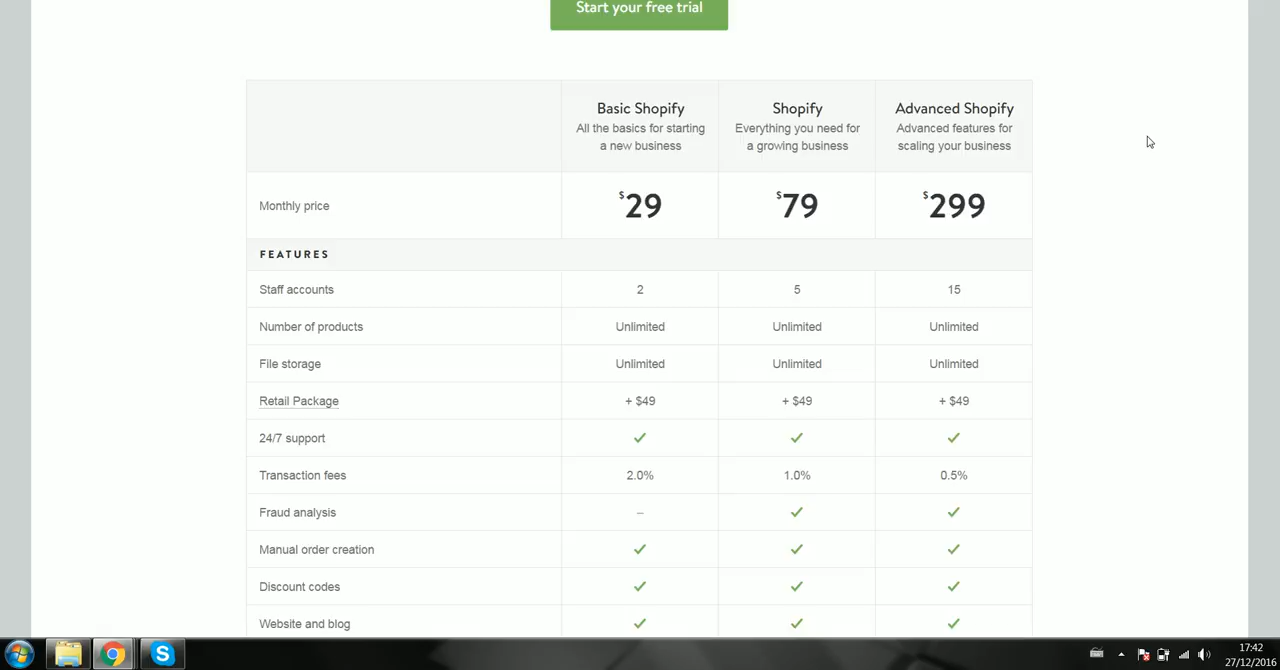 Start your free trial
Basic Shopify Shopify Advanced Shopify
All the basics for starting Everything you need for Advanced features for
a new business a growing business scaling your business
Monthly price $29 $79 $299
FEATURES
Staff accounts 2 5 15
Number of products Unlimited Unlimited Unlimited
File storage Unlimited Unlimited Unlimited
Retail Package + $49 + $49 + $49
24/7 support ✓ ✓ ✓
Transaction fees 2.0% 1.0% 0.5%
Fraud analysis – ✓ ✓
Manual order creation ✓ ✓ ✓
Discount codes ✓ ✓ ✓
Website and blog ✓ ✓ ✓
17:42
27/12/2016